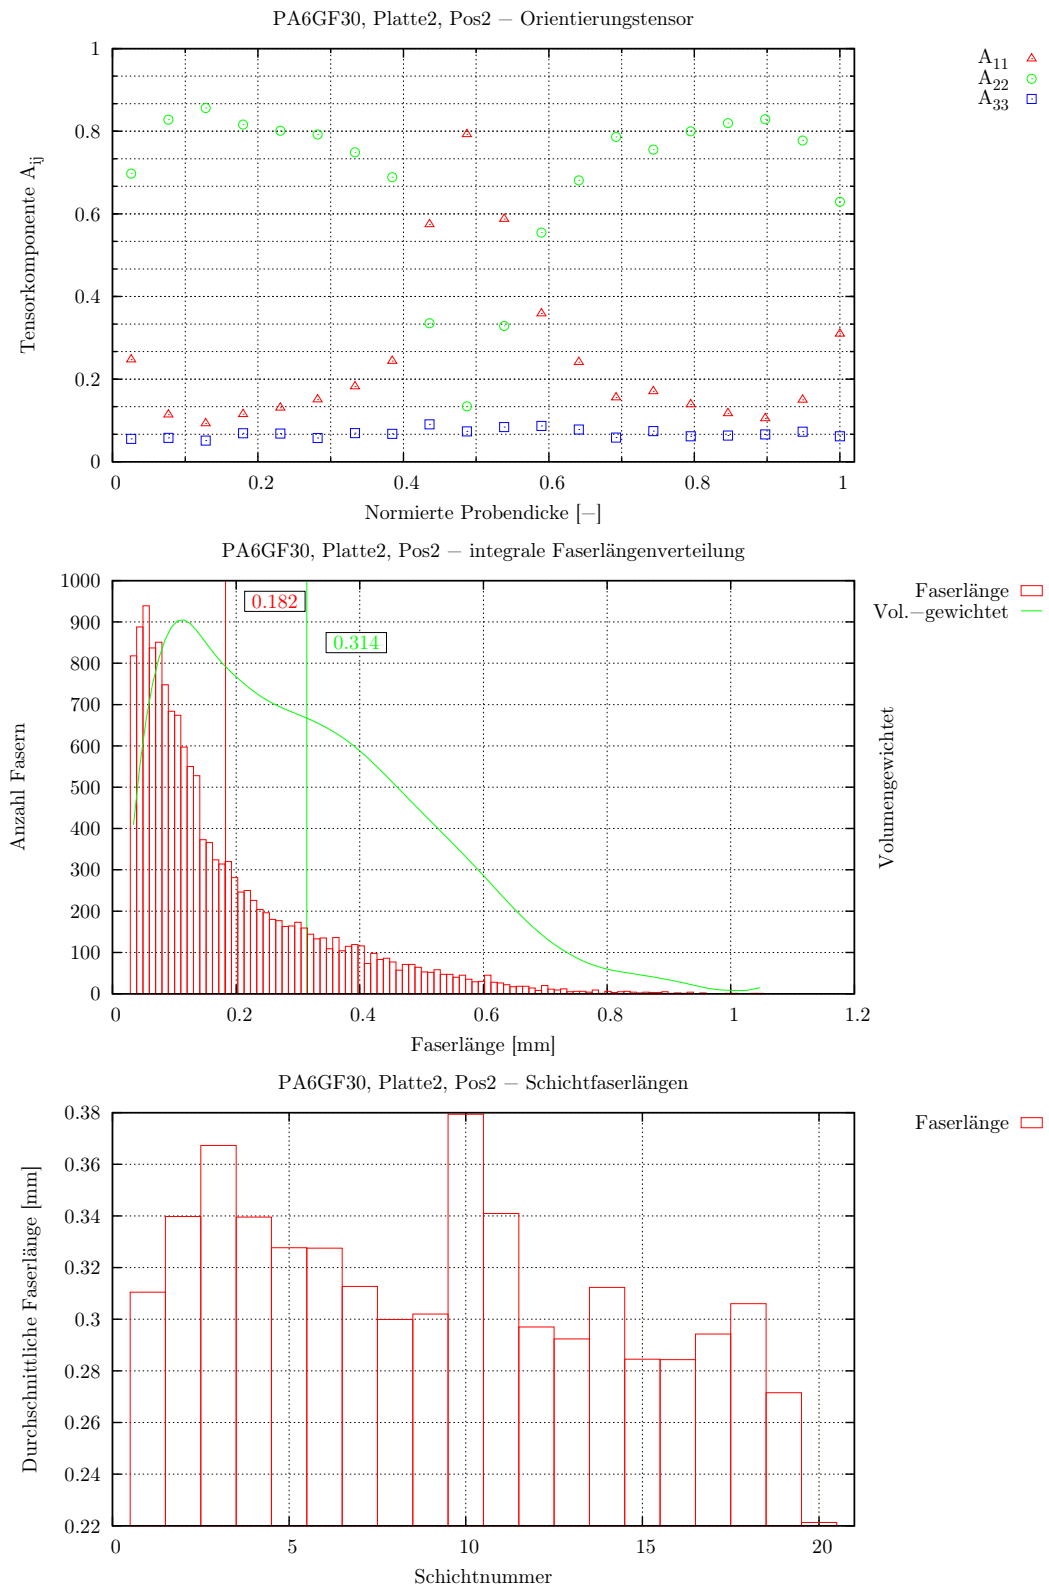 PA6GF30, Platte2, Pos2 − Orientierungstensor
A11
A22
A33
Tensorkomponente Aij
1
0.8
0.6
0.4
0.2
0
0 0.2 0.4 0.6 0.8 1
Normierte Probendicke [−]
PA6GF30, Platte2, Pos2 − integrale Faserlängenverteilung
Faserlänge
Vol.−gewichtet
0.182
0.314
Anzahl Fasern
Volumengewichtet
1000
900
800
700
600
500
400
300
200
100
0
0 0.2 0.4 0.6 0.8 1 1.2
Faserlänge [mm]
PA6GF30, Platte2, Pos2 − Schichtfaserlängen
Faserlänge
Durchschnittliche Faserlänge [mm]
0.38
0.36
0.34
0.32
0.3
0.28
0.26
0.24
0.22
0 5 10 15 20
Schichtnummer